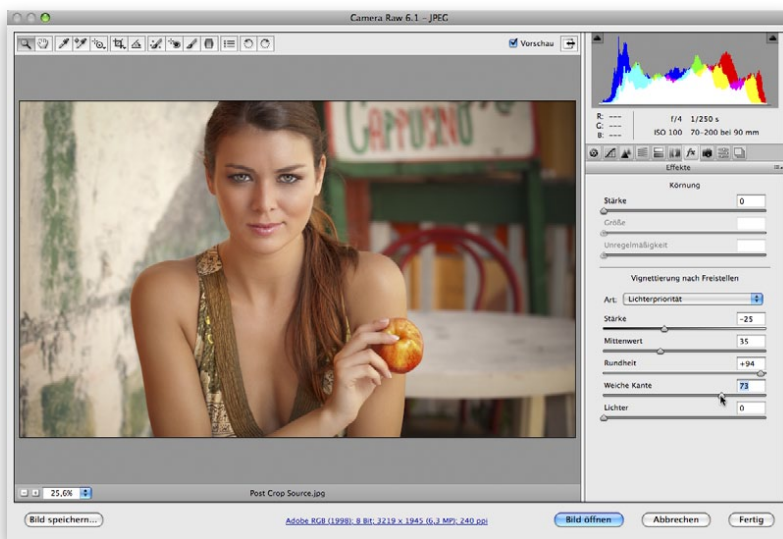 Camera Raw 6.1 – JPEG
Vorschau
CAPPUSINO
R: ---
G: ---
B: ---
f/4 1/250 s
ISO 100 70-200 bei 90 mm
fx
Effekte
Körnung
Stärke 0
Größe
Unregelmäßigkeit
Vignettierung nach Freistellen
Art: Lichterpriorität
Stärke -25
Mittenwert 35
Rundheit +94
Weiche Kante 73
Lichter 0
- + 25,6% Post Crop Source.jpg
Bild speichern... Adobe RGB (1998); 8 Bit; 3219 x 1945 (6,3 MP); 240 ppi Bild öffnen Abbrechen Fertig